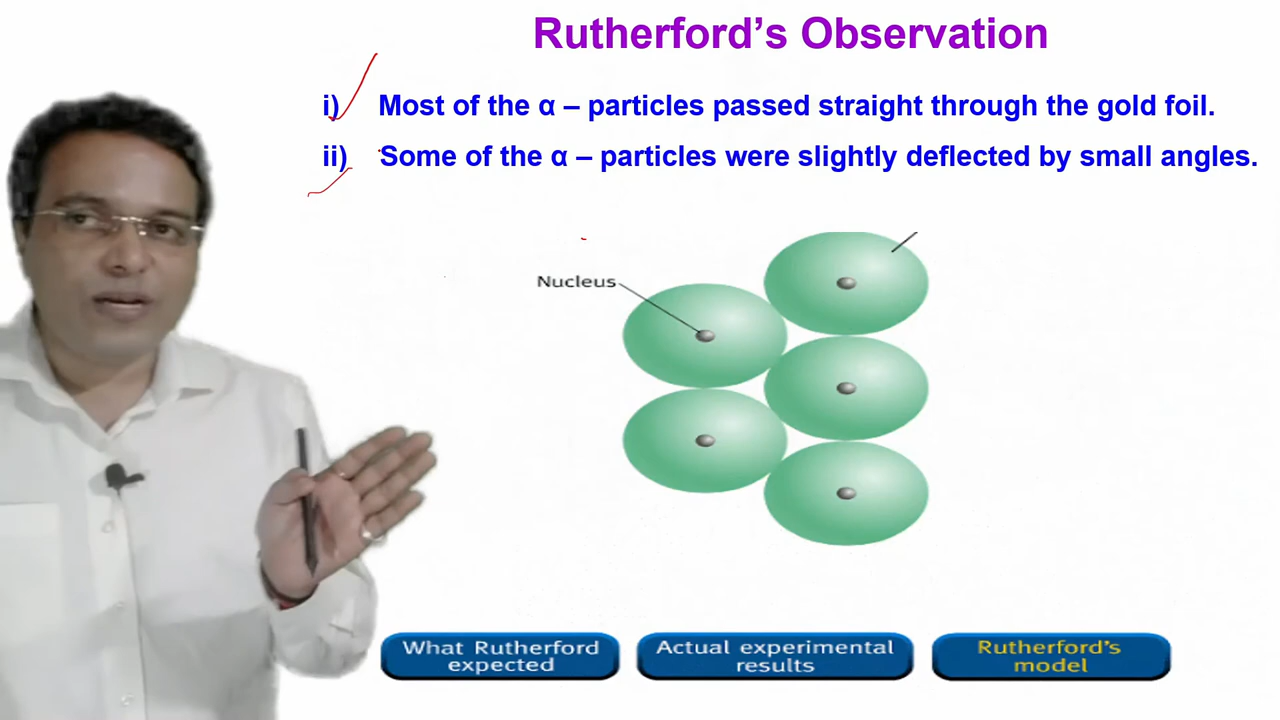 Rutherford’s Observation
i) Most of the α – particles passed straight through the gold foil.
ii) Some of the α – particles were slightly deflected by small angles.
Nucleus
What Rutherford
expected
Actual experimental
results
Rutherford’s
model